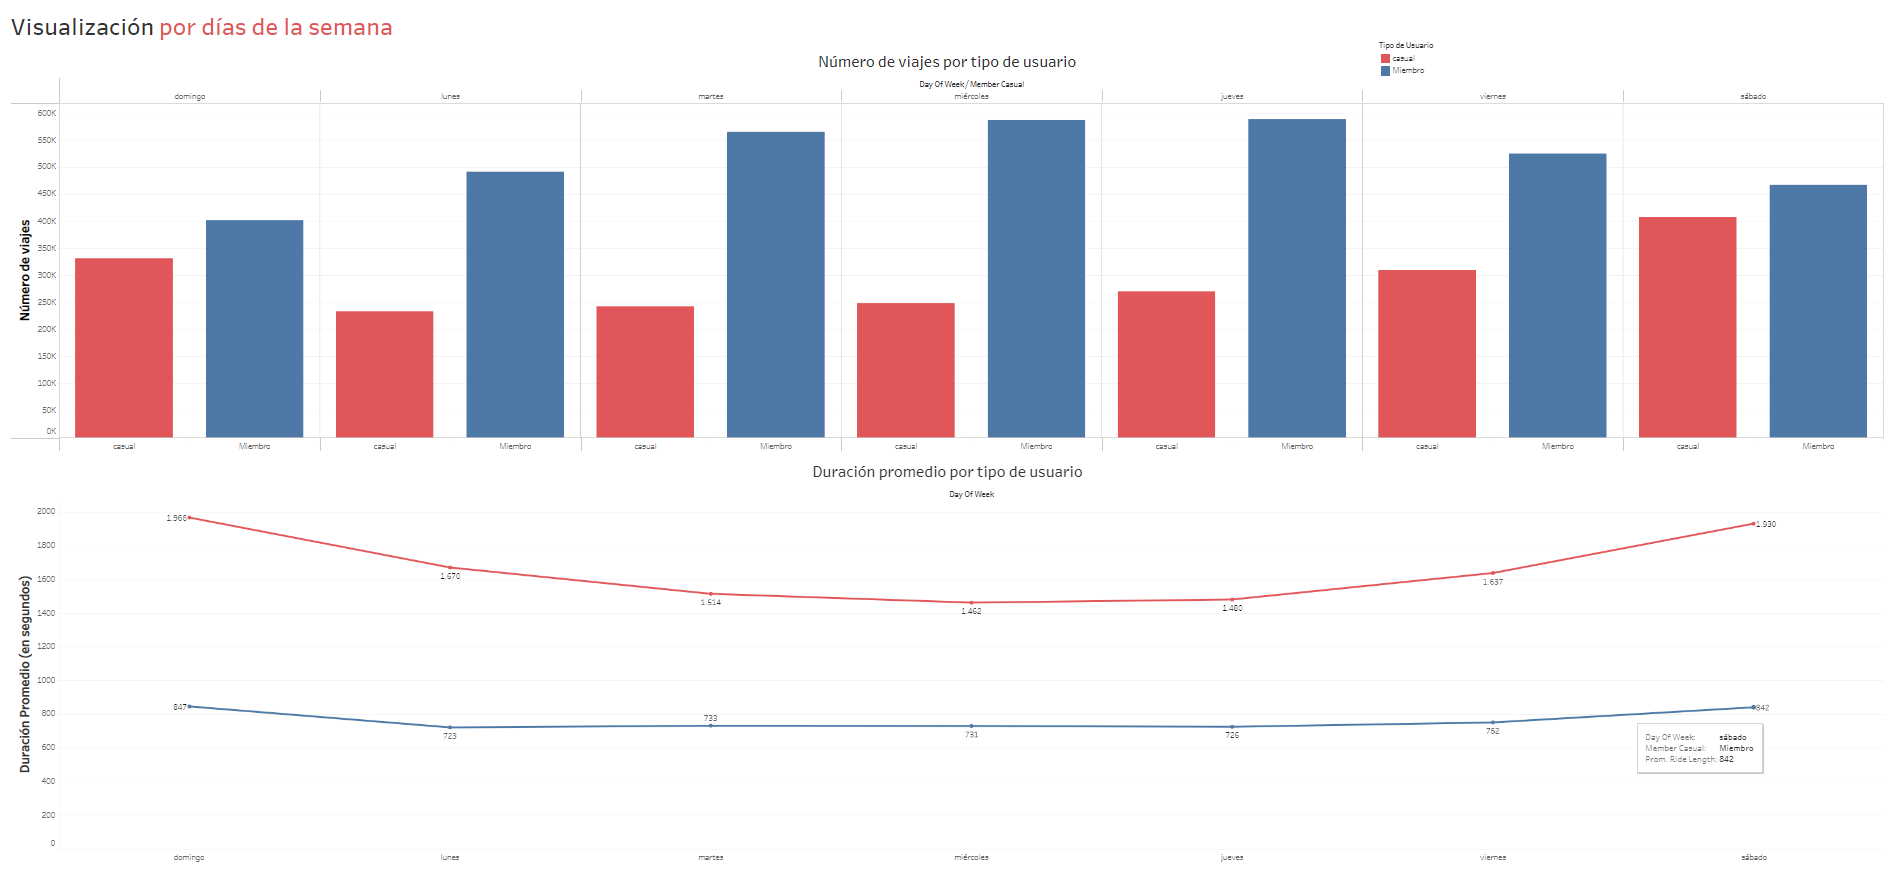 Visualización por días de la semana
Tipo de Usuario
casual
Miembro
Número de viajes por tipo de usuario
Day Of Week / Member Casual
domingo lunes martes miércoles jueves viernes sábado
Número de viajes
600K
550K
500K
450K
400K
350K
300K
250K
200K
150K
100K
50K
0K
casual Miembro casual Miembro casual Miembro casual Miembro casual Miembro casual Miembro casual Miembro
Duración promedio por tipo de usuario
Day Of Week
Duración Promedio (en segundos)
2000
1800
1600
1400
1200
1000
800
600
400
200
0
1.966 1.670 1.514 1.462 1.480 1.637 1.930
847 723 733 731 726 752 842
Day Of Week: sábado
Member Casual: Miembro
Prom. Ride Length: 842
domingo lunes martes miércoles jueves viernes sábado